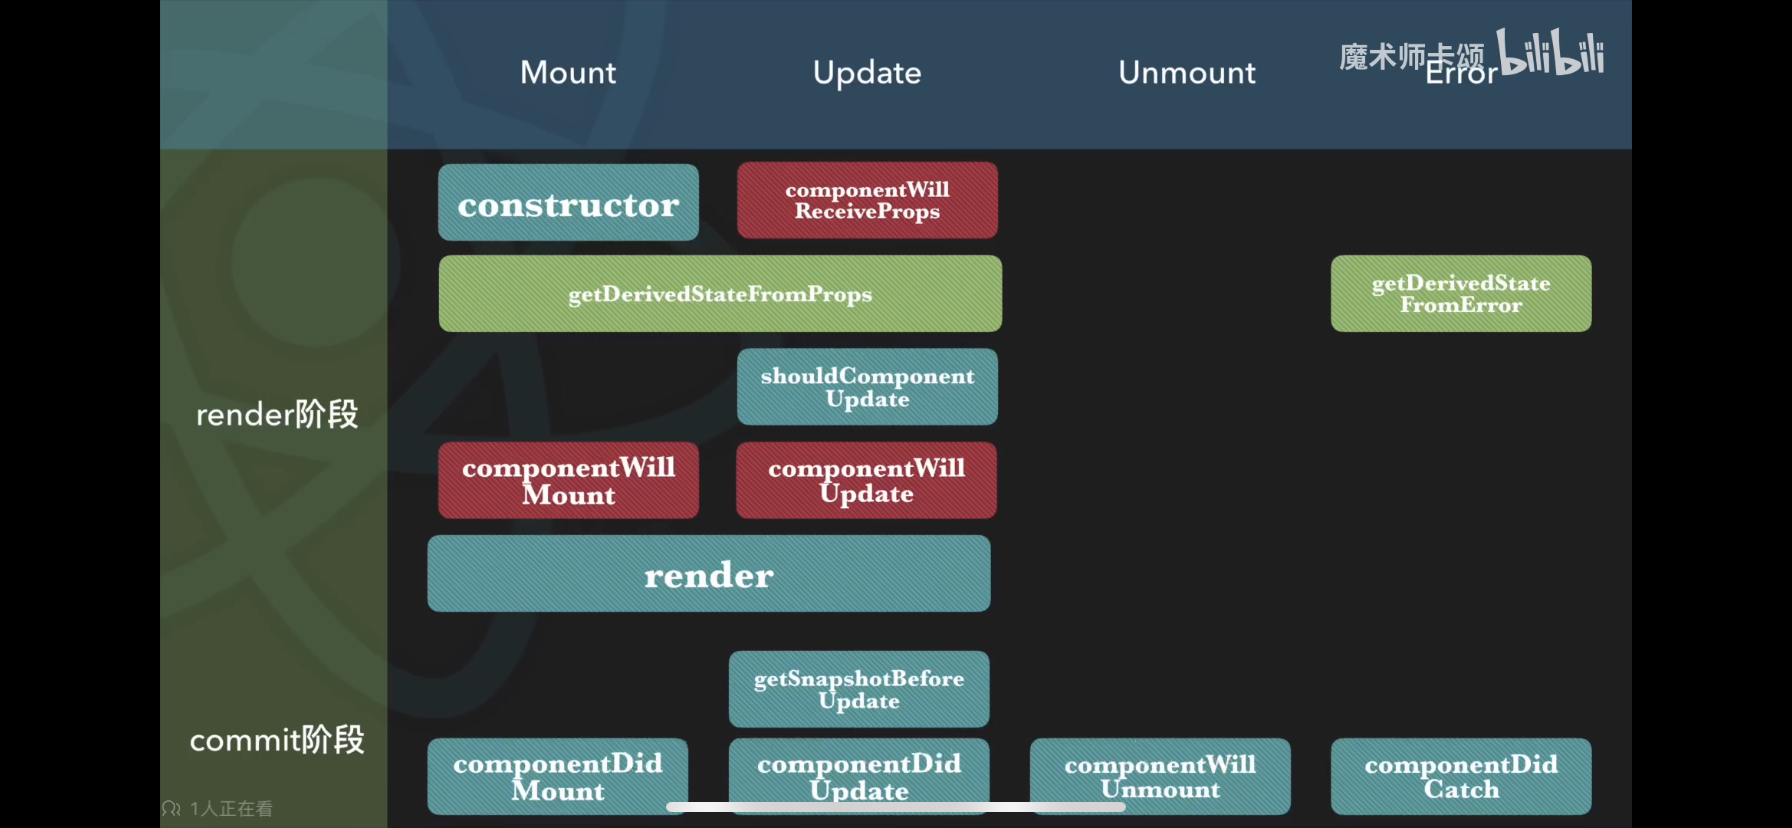 魔术师卡颂 bilibili
Mount
Update
Unmount
Error
render阶段
constructor
componentWill
ReceiveProps
getDerivedStateFromProps
getDerivedState
FromError
shouldComponent
Update
componentWill
Mount
componentWill
Update
render
commit阶段
getSnapshotBefore
Update
componentDid
Mount
componentDid
Update
componentWill
Unmount
componentDid
Catch
1人正在看